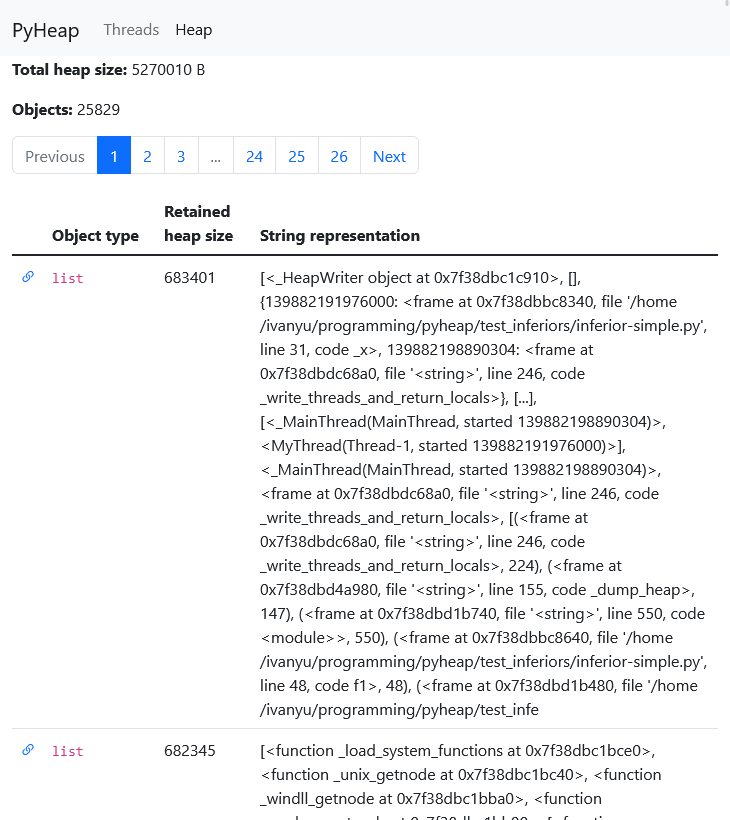 PyHeap Threads Heap
Total heap size: 5270010 B
Objects: 25829
Previous 1 2 3 ... 24 25 26 Next
Object type Retained heap size String representation
list 683401 [<_HeapWriter object at 0x7f38dbc1c910>, [],
{139882191976000: <frame at 0x7f38dbbc8340, file '/home
/ivanyu/programming/pyheap/test_inferiors/inferior-simple.py',
line 31, code _x>, 139882198890304: <frame at
0x7f38dbdc68a0, file '<string>', line 246, code
_write_threads_and_return_locals>}, [...],
[<_MainThread(MainThread, started 139882198890304)>,
<MyThread(Thread-1, started 139882191976000)>],
<_MainThread(MainThread, started 139882198890304)>,
<frame at 0x7f38dbdc68a0, file '<string>', line 246, code
_write_threads_and_return_locals>, [(<frame at
0x7f38dbdc68a0, file '<string>', line 246, code
_write_threads_and_return_locals>, 224), (<frame at
0x7f38dbd4a980, file '<string>', line 155, code _dump_heap>,
147), (<frame at 0x7f38dbd1b740, file '<string>', line 550, code
<module>>, 550), (<frame at 0x7f38dbbc8640, file '/home
/ivanyu/programming/pyheap/test_inferiors/inferior-simple.py',
line 48, code f1>, 48), (<frame at 0x7f38dbd1b480, file '/home
/ivanyu/programming/pyheap/test_infe
list 682345 [<function _load_system_functions at 0x7f38dbc1bce0>,
<function _unix_getnode at 0x7f38dbc1bc40>, <function
_windll_getnode at 0x7f38dbc1bba0>, <function